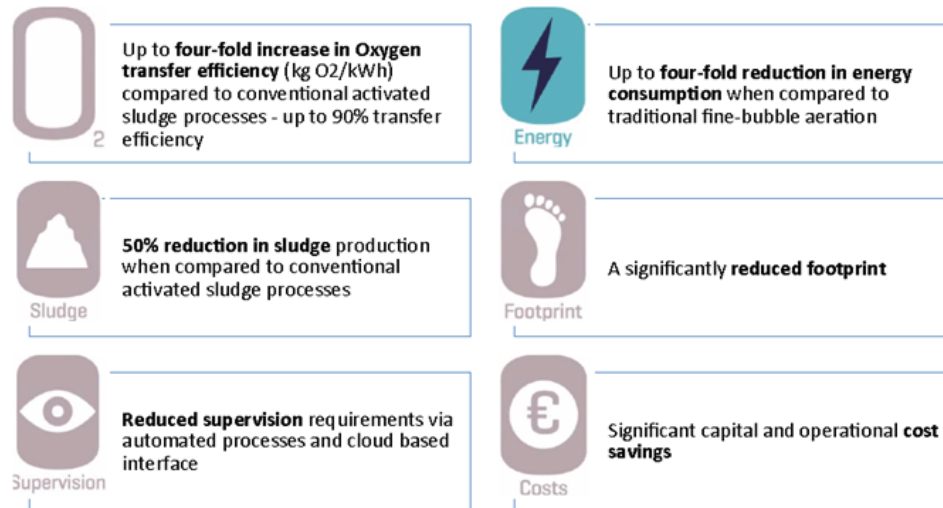 Up to four-fold increase in Oxygen
transfer efficiency (kg O2/kWh)
compared to conventional activated
sludge processes - up to 90% transfer
efficiency
2
Up to four-fold reduction in energy
consumption when compared to
traditional fine-bubble aeration
Energy
50% reduction in sludge production
when compared to conventional
activated sludge processes
Sludge
A significantly reduced footprint
Footprint
Reduced supervision requirements via
automated processes and cloud based
interface
Supervision
€
Significant capital and operational cost
savings
Costs